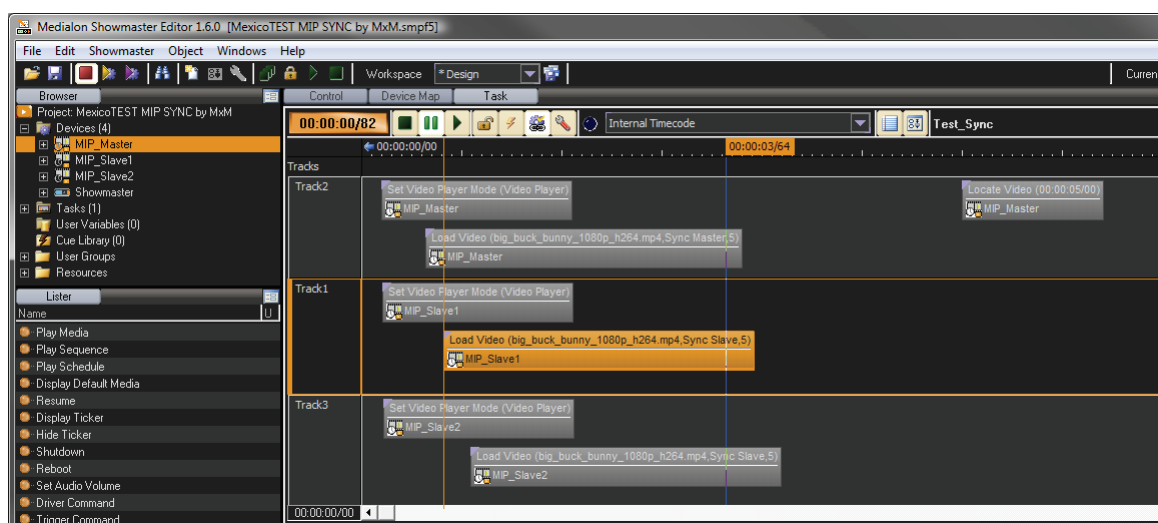 Medialon Showmaster Editor 1.6.0 [MexicoTEST MIP SYNC by MxM.smpf5]
File Edit Showmaster Object Windows Help
Workspace * Design
Curren
Browser
Control Device Map Task
Project: MexicoTEST MIP SYNC by MxM
Devices (4)
MIP_Master
MIP_Slave1
MIP_Slave2
Showmaster
Tasks (1)
User Variables (0)
Cue Library (0)
User Groups
Resources
Lister
Name U
Play Media
Play Sequence
Play Schedule
Display Default Media
Resume
Display Ticker
Hide Ticker
Shutdown
Reboot
Set Audio Volume
Driver Command
Trigger Command
00:00:00/82 Internal Timecode Test_Sync
00:00:00/00 00:00:03/64
Tracks
Track2
Set Video Player Mode (Video Player)
MIP_Master
Locate Video (00:00:05/00)
MIP_Master
Load Video (big_buck_bunny_1080p_h264.mp4,Sync Master,5)
MIP_Master
Track1
Set Video Player Mode (Video Player)
MIP_Slave1
Load Video (big_buck_bunny_1080p_h264.mp4,Sync Slave,5)
MIP_Slave1
Track3
Set Video Player Mode (Video Player)
MIP_Slave2
Load Video (big_buck_bunny_1080p_h264.mp4,Sync Slave,5)
MIP_Slave2
00:00:00/00